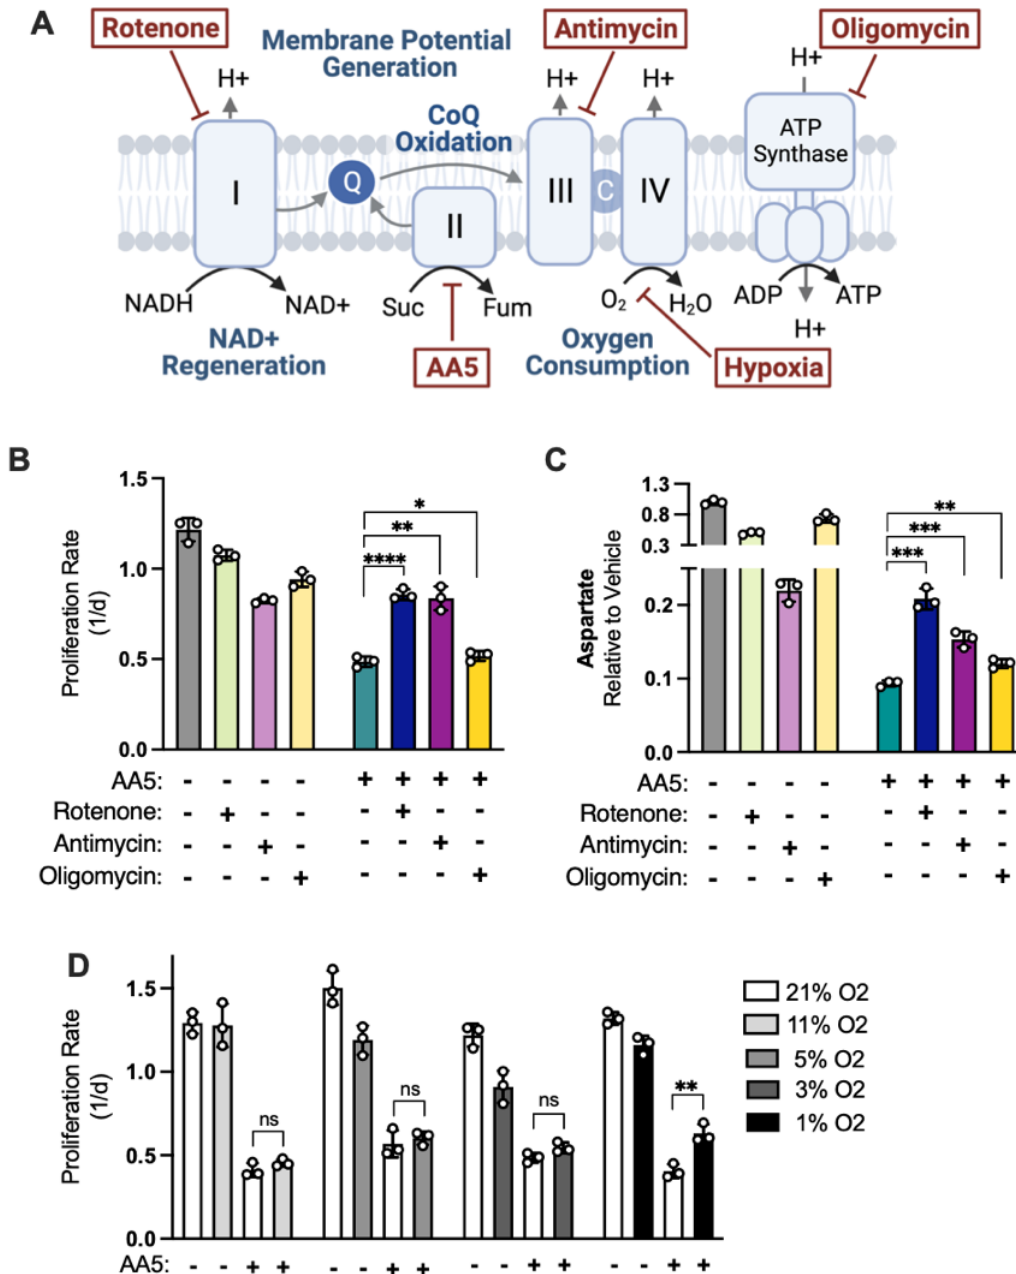 A
Rotenone
Antimycin
Oligomycin
Membrane Potential
Generation
H+
H+
H+
H+
CoQ
Oxidation
ATP
Synthase
Q
I
II
III
C
IV
NADH
NAD+
Suc
Fum
O₂
H₂O
ADP
ATP
H+
NAD+
Regeneration
AA5
Oxygen
Consumption
Hypoxia
B
Proliferation Rate
(1/d)
1.5
1.0
0.5
0.0
****
**
*
AA5: - - - - + + + +
Rotenone: - + - - - + - -
Antimycin: - - + - - - + -
Oligomycin: - - - + - - - +
C
Aspartate
Relative to Vehicle
1.3
0.8
0.3
0.2
0.1
0.0
***
***
**
AA5: - - - - + + + +
Rotenone: - + - - - + - -
Antimycin: - - + - - - + -
Oligomycin: - - - + - - - +
D
Proliferation Rate
(1/d)
1.5
1.0
0.5
0.0
ns
ns
ns
**
AA5: - - + + - - + + - - + + - - + +
21% O2
11% O2
5% O2
3% O2
1% O2